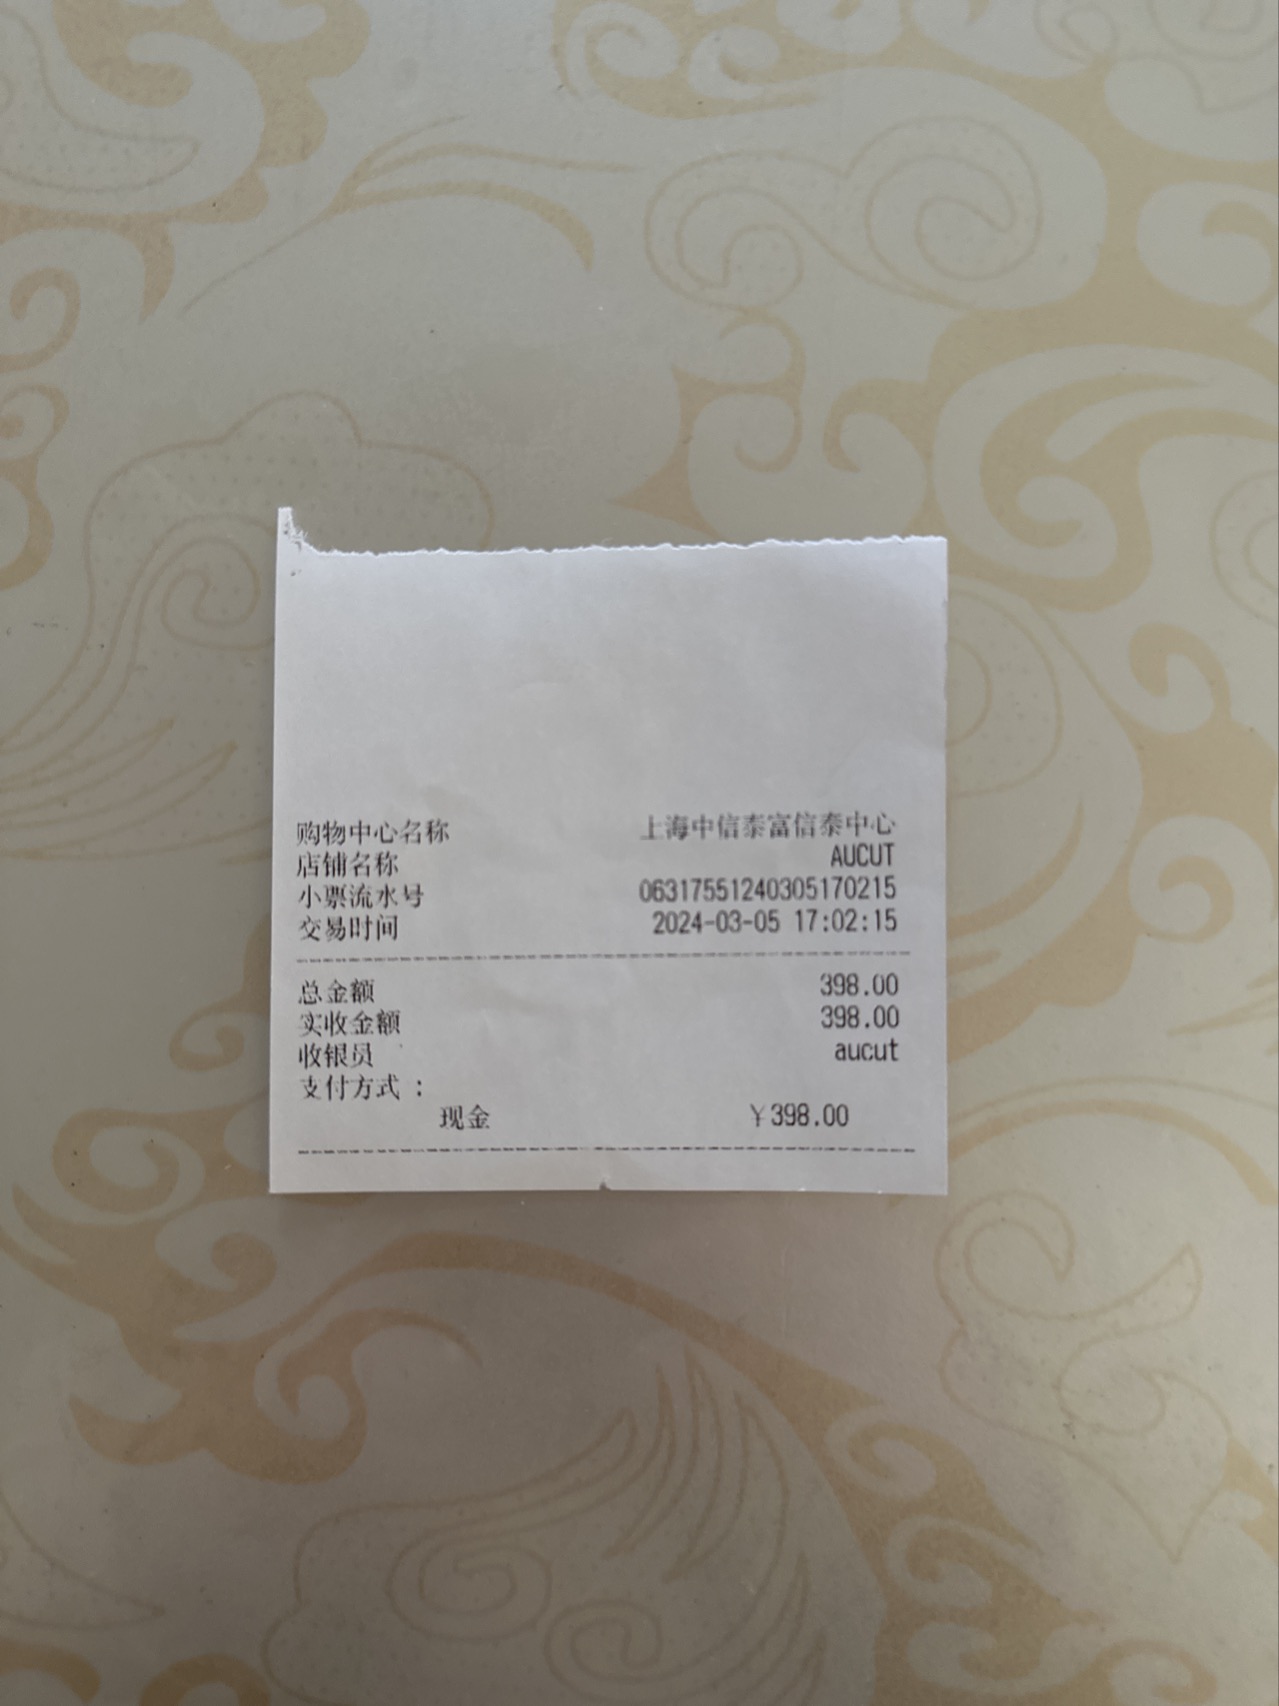 购物中心名称 上海中信泰富信泰中心
店铺名称 AUCUT
小票流水号 06317551240305170215
交易时间 2024-03-05 17:02:15
总金额 398.00
实收金额 398.00
收银员 aucut
支付方式：
现金 ￥398.00